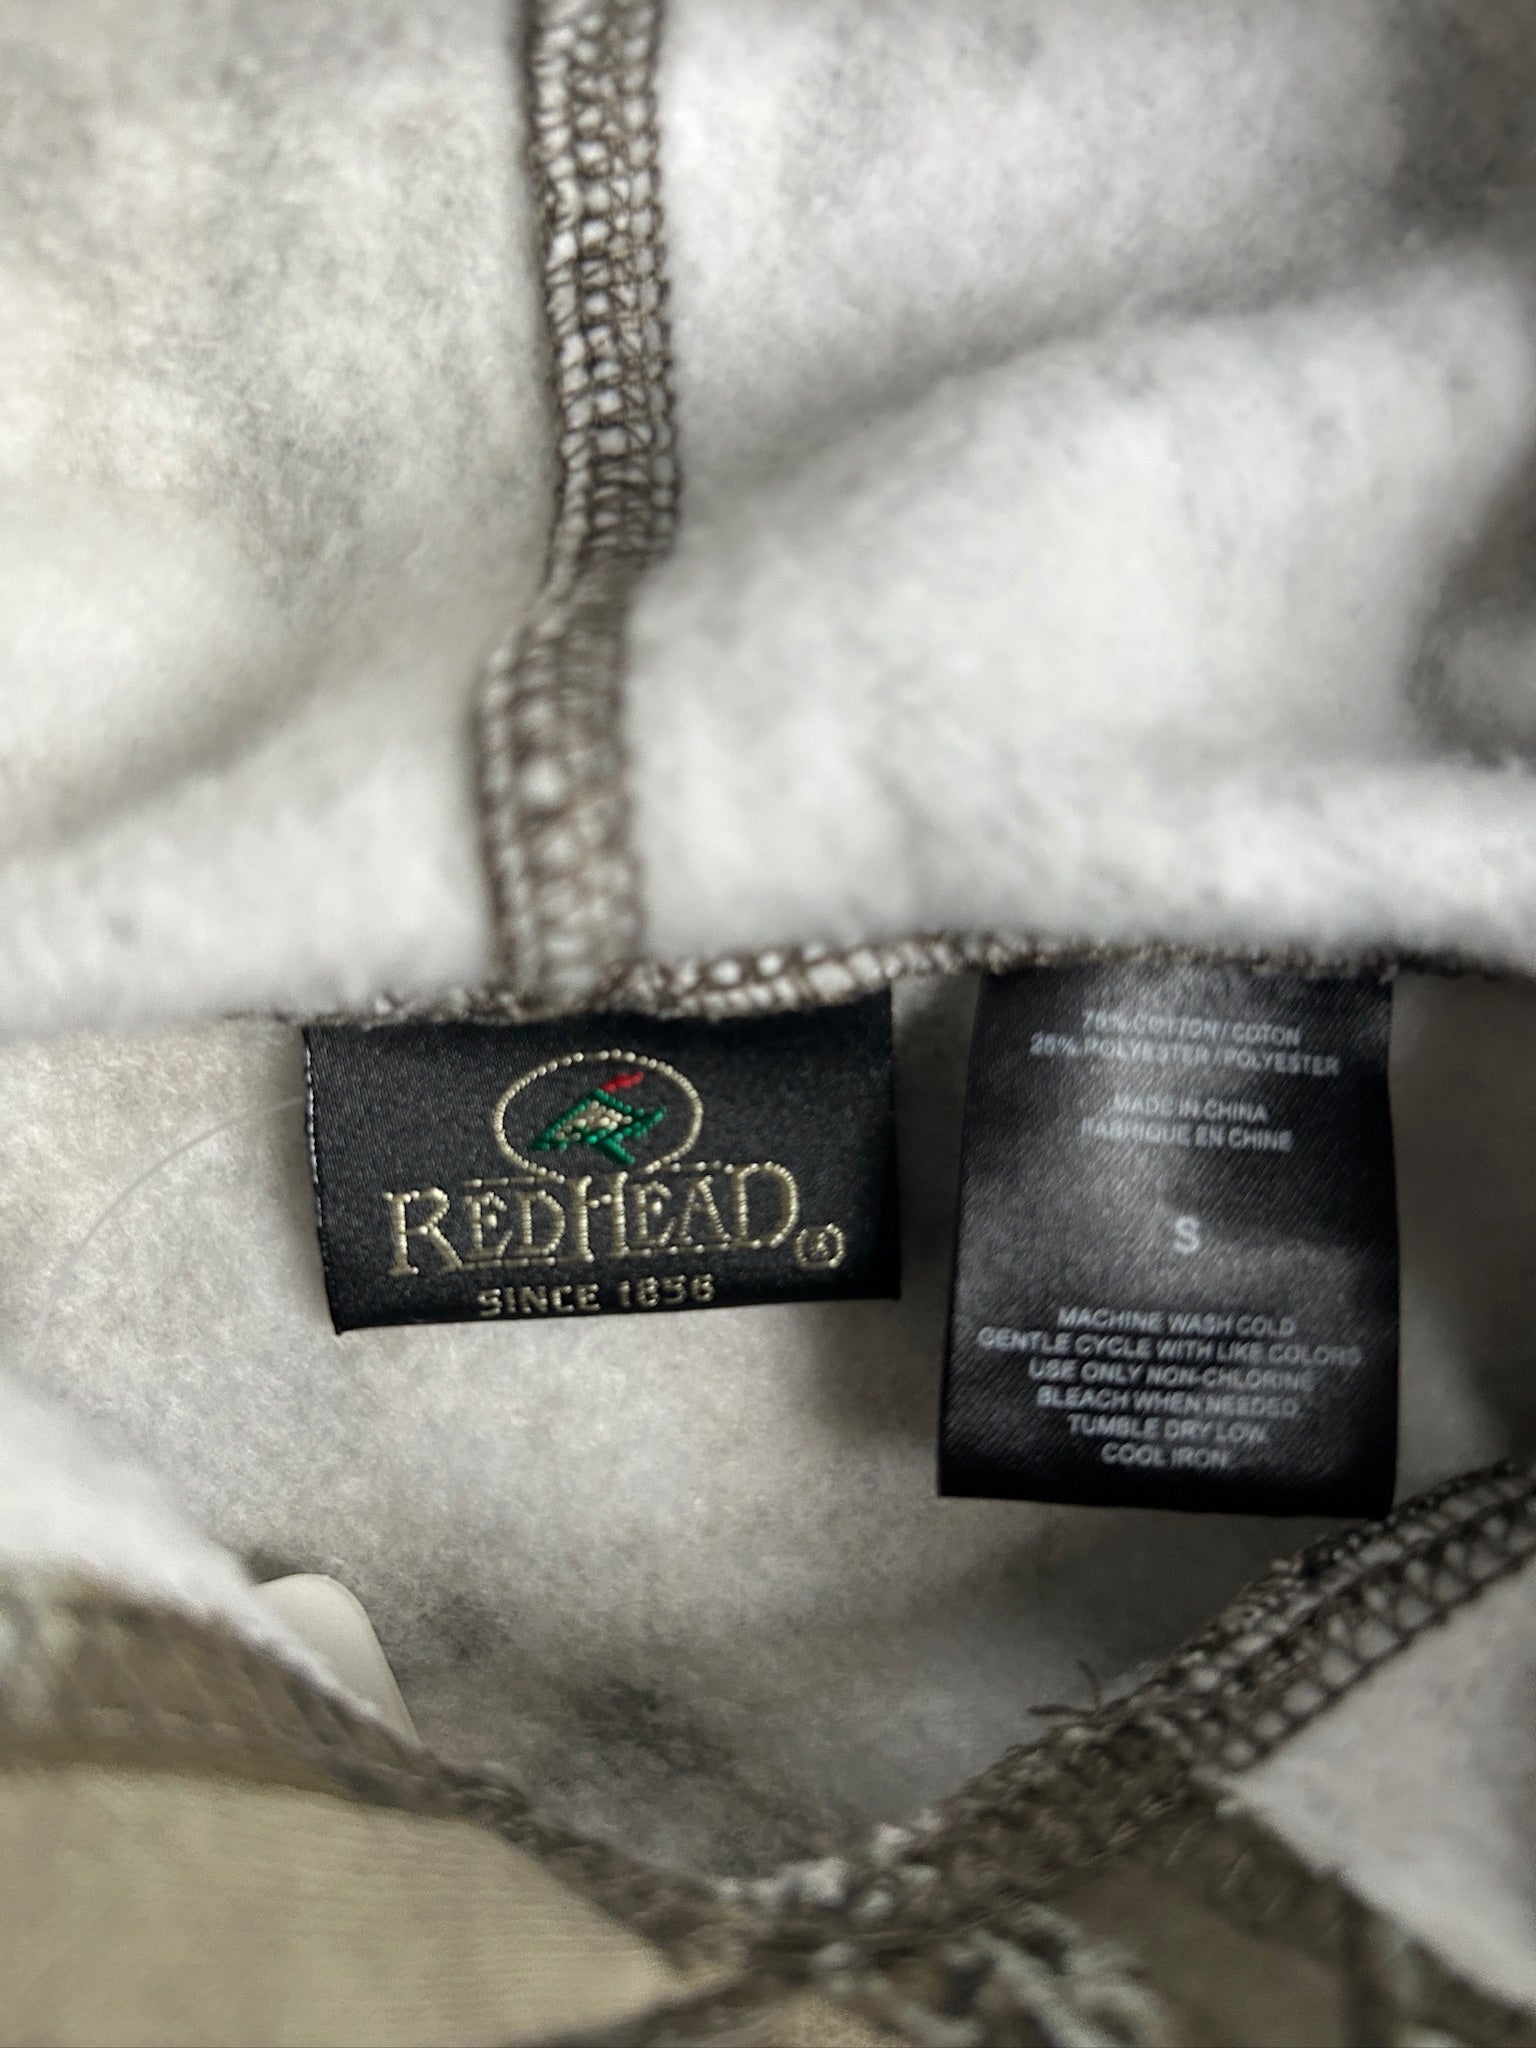 REDHEAD®
SINCE 1856
75% COTTON / COTON
25% POLYESTER / POLYESTER
MADE IN CHINA
FABRIQUE EN CHINE
S
MACHINE WASH COLD
GENTLE CYCLE WITH LIKE COLORS
USE ONLY NON-CHLORINE
BLEACH WHEN NEEDED.
TUMBLE DRY LOW.
COOL IRON.